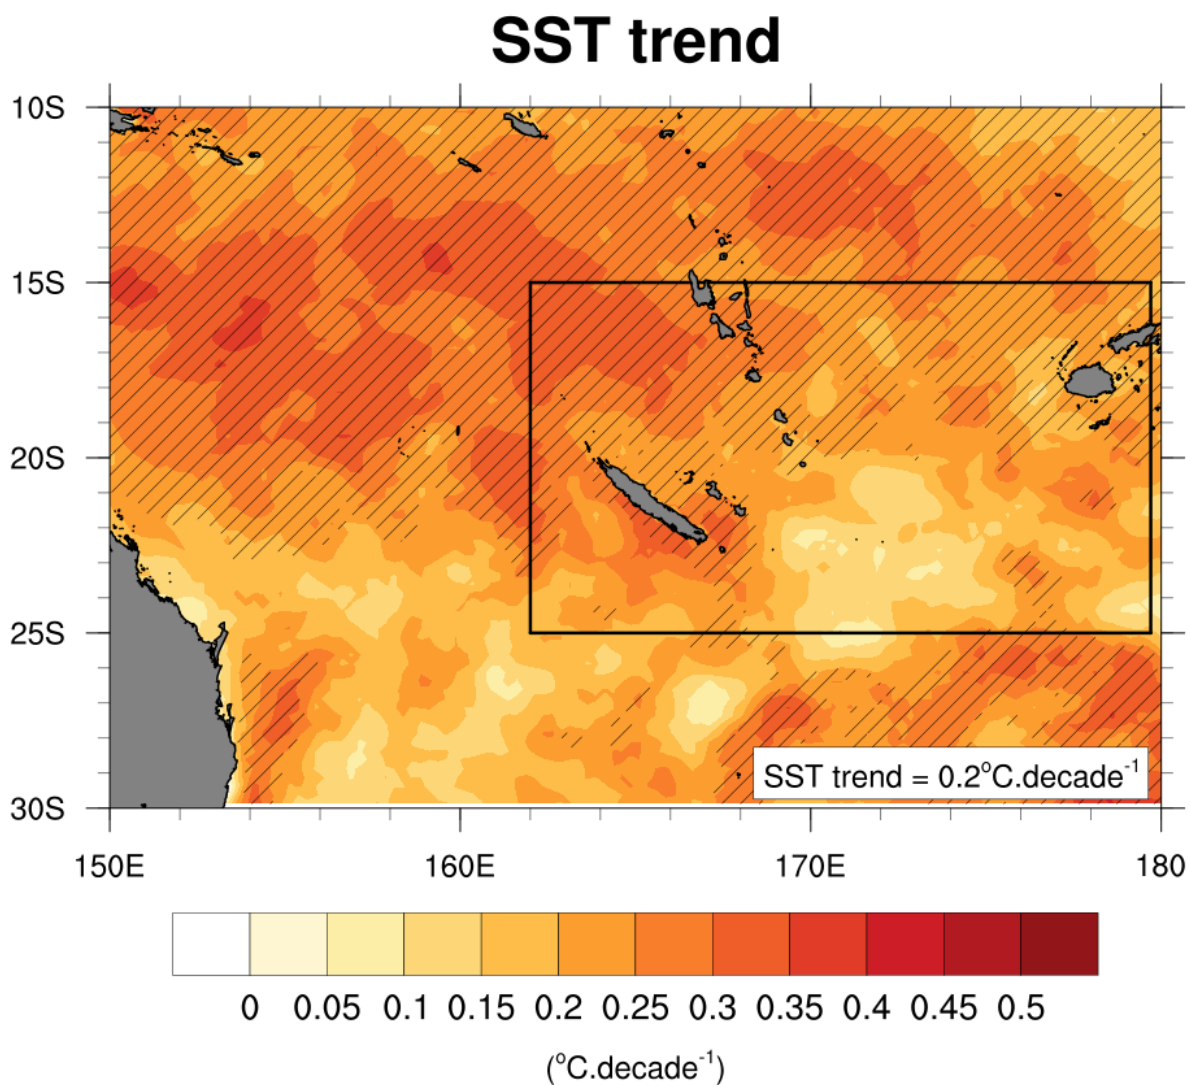 SST trend
10S
15S
20S
25S
30S
SST trend = 0.2°C.decade⁻¹
150E 160E 170E 180
0 0.05 0.1 0.15 0.2 0.25 0.3 0.35 0.4 0.45 0.5
(°C.decade⁻¹)